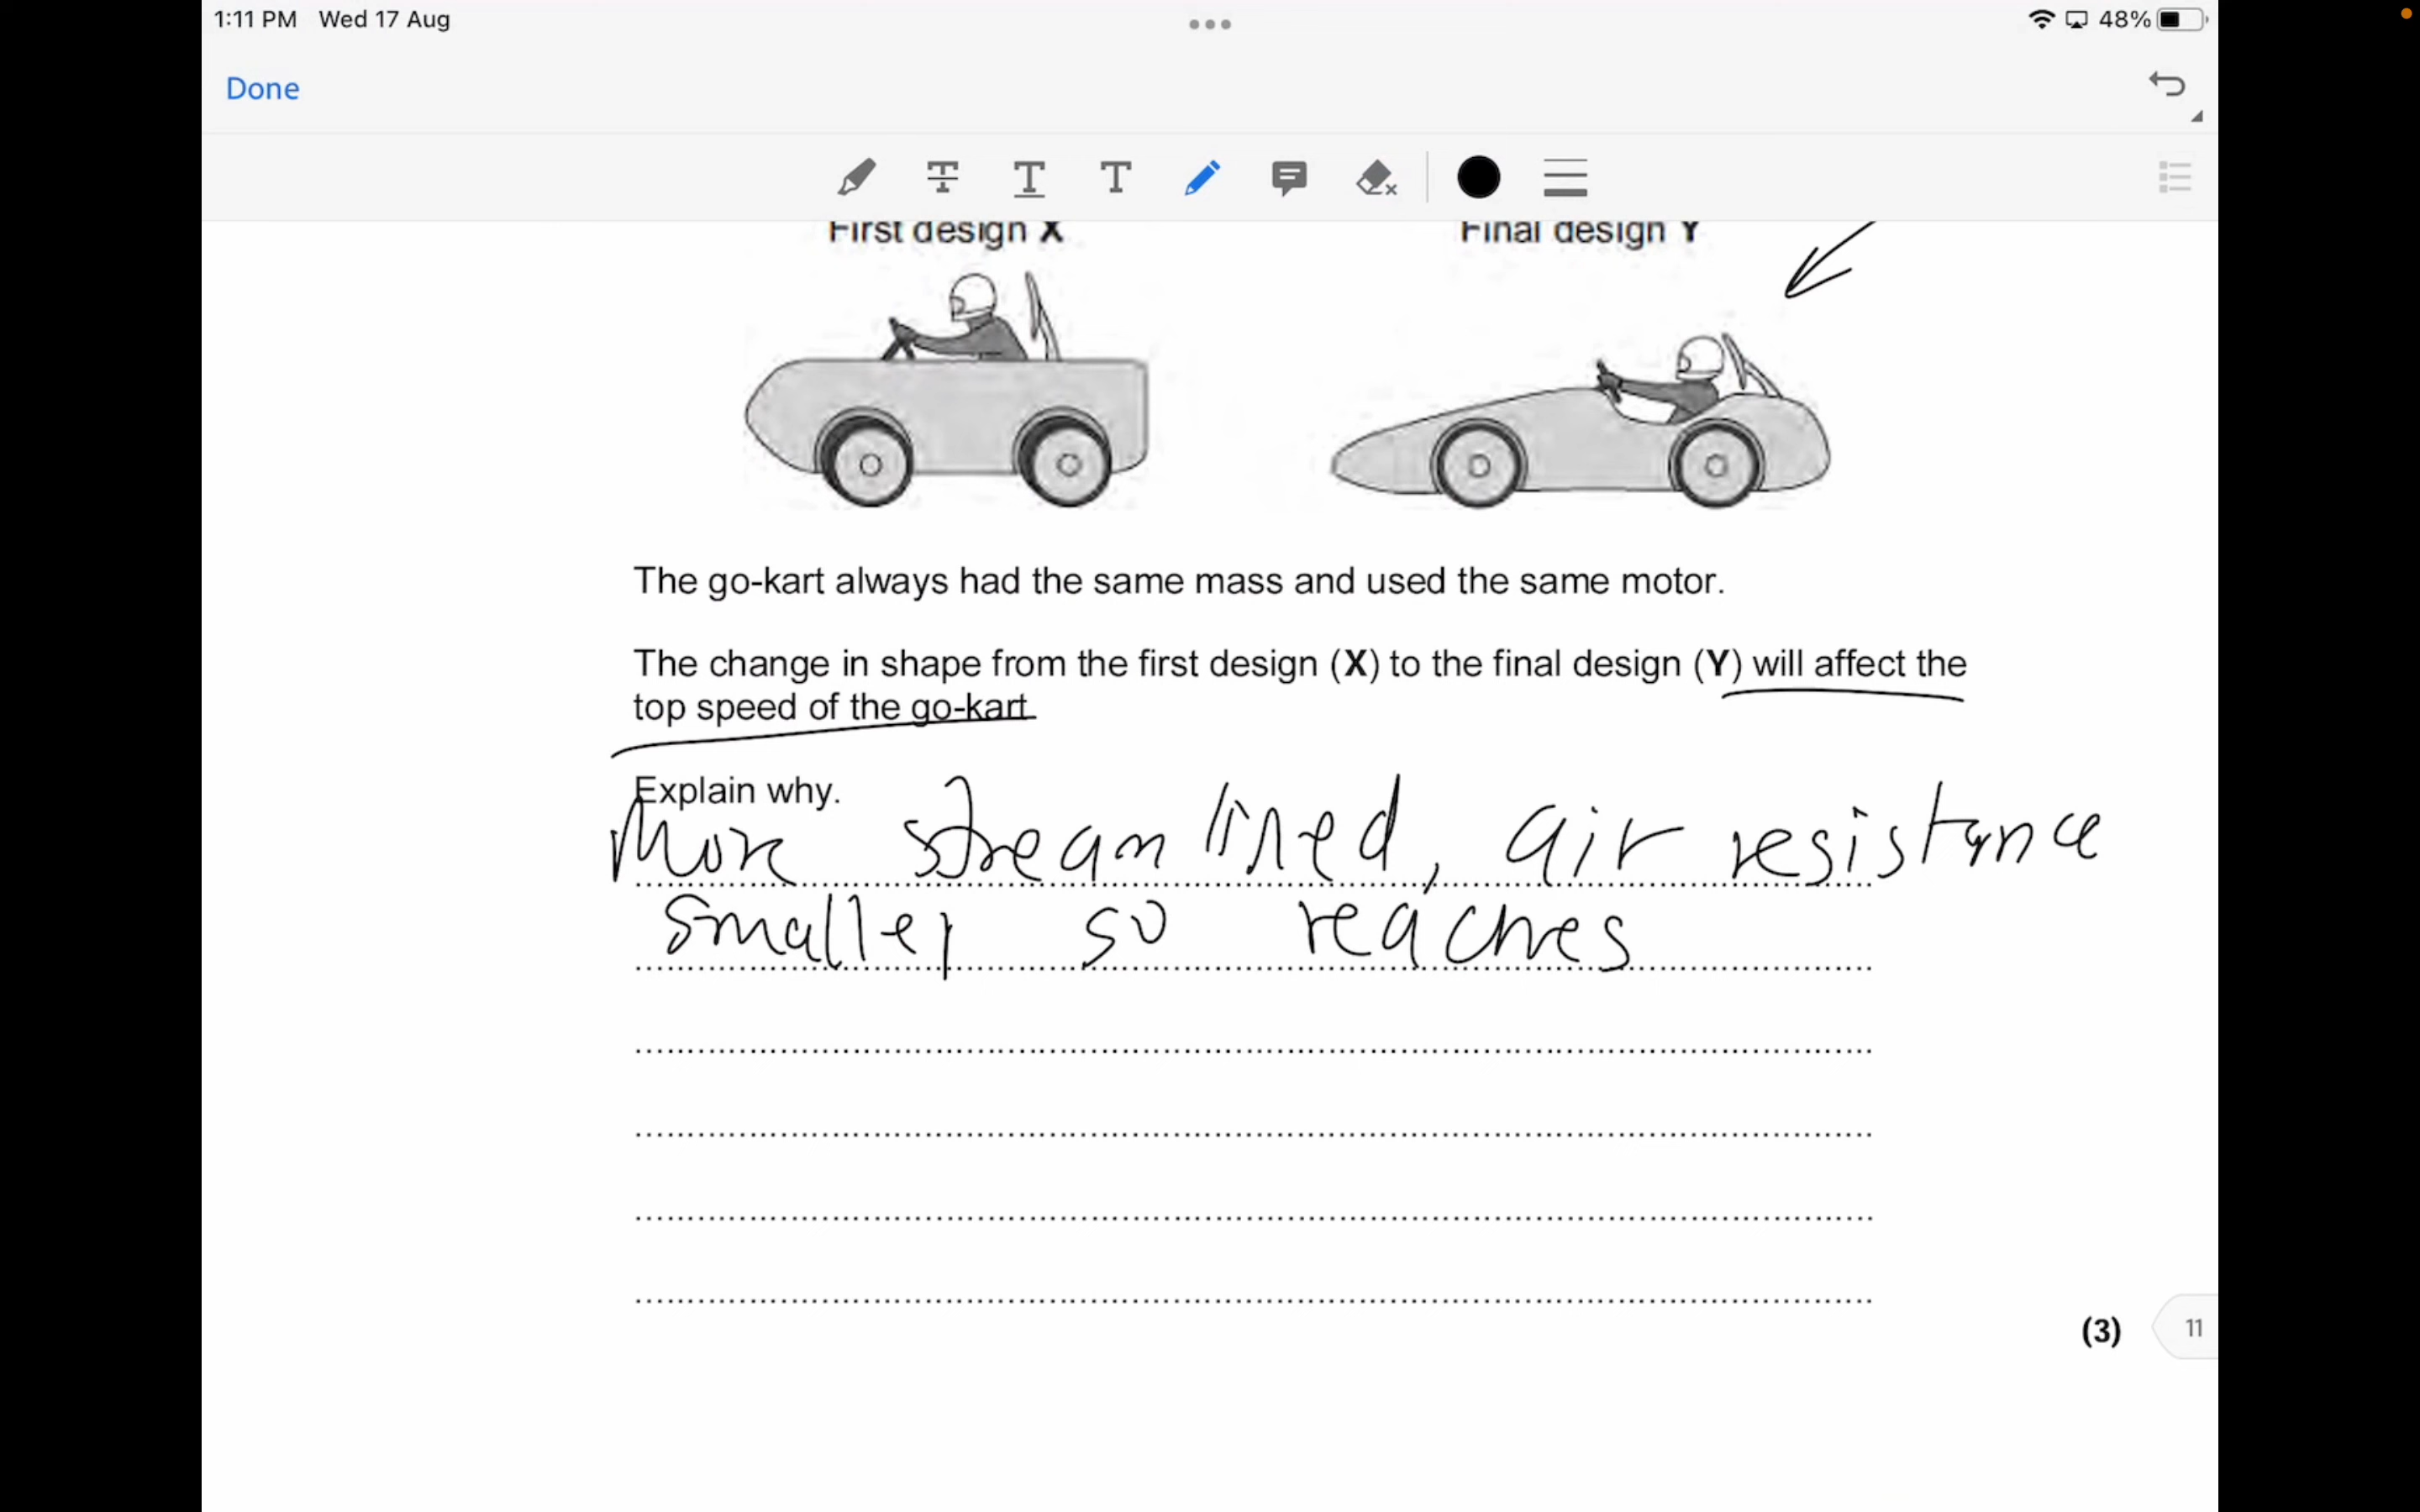 1:11 PM Wed 17 Aug
48%
Done
First design X
Final design Y
The go-kart always had the same mass and used the same motor.
The change in shape from the first design (X) to the final design (Y) will affect the
top speed of the go-kart
Explain why.
More streamlined, air resistance
smaller so reaches
(3)
11